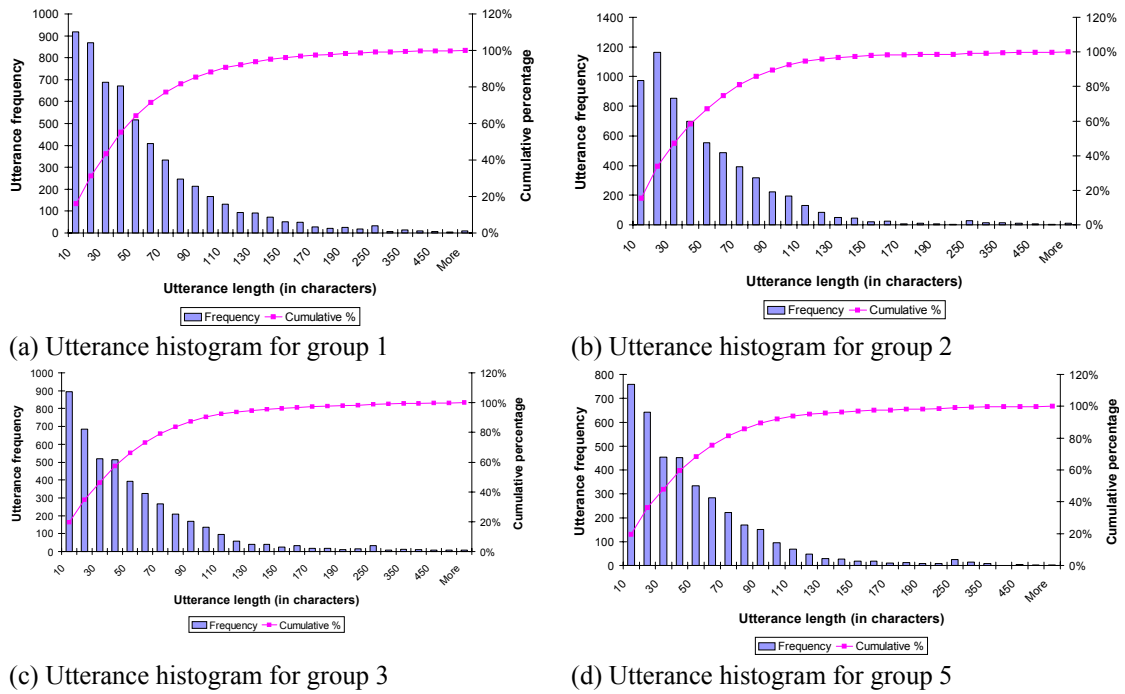 1000
900
800
700
600
500
400
300
200
100
0
Utterance frequency
120%
100%
80%
60%
40%
20%
0%
Cumulative percentage
10 30 50 70 90 110 130 150 170 190 250 350 450 More
Utterance length (in characters)
Frequency Cumulative %
(a) Utterance histogram for group 1
1400
1200
1000
800
600
400
200
0
Utterance frequency
120%
100%
80%
60%
40%
20%
0%
Cumulative percentage
10 30 50 70 90 110 130 150 170 190 250 350 450 More
Utterance length (in characters)
Frequency Cumulative %
(b) Utterance histogram for group 2
1000
900
800
700
600
500
400
300
200
100
0
Utterance frequency
120%
100%
80%
60%
40%
20%
0%
Cumulative percentage
10 30 50 70 90 110 130 150 170 190 250 350 450 More
Utterance length (in characters)
Frequency Cumulative %
(c) Utterance histogram for group 3
800
700
600
500
400
300
200
100
0
Utterance frequency
120%
100%
80%
60%
40%
20%
0%
Cumulative percentage
10 30 50 70 90 110 130 150 170 190 250 350 450 More
Utterance length (in characters)
Frequency Cumulative %
(d) Utterance histogram for group 5